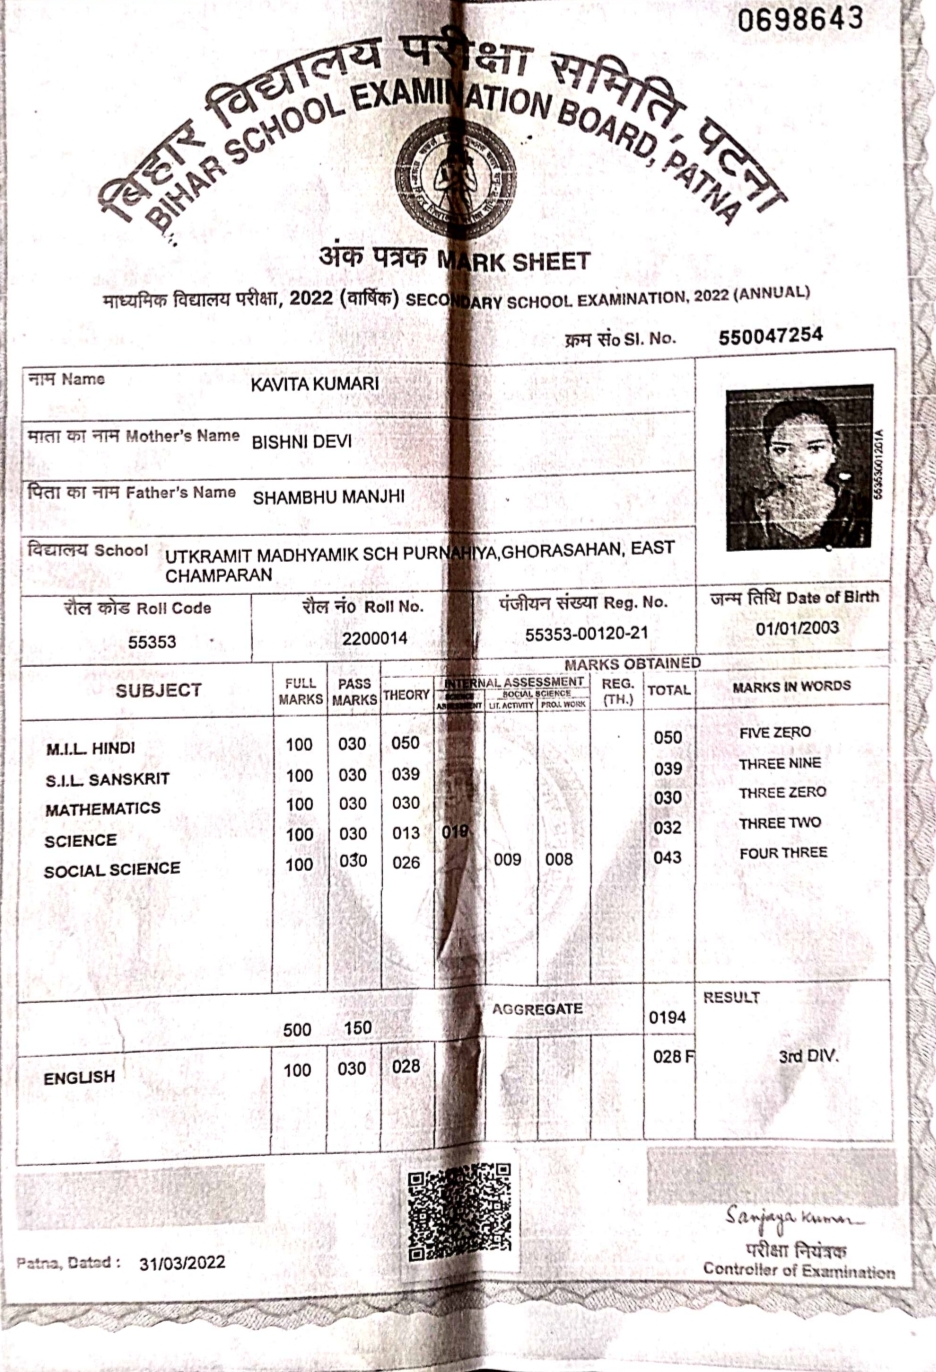 0698643
बिहार विद्यालय परीक्षा समिति, पटना
BIHAR SCHOOL EXAMINATION BOARD, PATNA
अंक पत्रक MARK SHEET
माध्यमिक विद्यालय परीक्षा, 2022 (वार्षिक) SECONDARY SCHOOL EXAMINATION, 2022 (ANNUAL)
क्रम सं० Sl. No. 550047254
नाम Name KAVITA KUMARI
माता का नाम Mother's Name BISHNI DEVI
पिता का नाम Father's Name SHAMBHU MANJHI
विद्यालय School UTKRAMIT MADHYAMIK SCH PURNAHIYA,GHORASAHAN, EAST
CHAMPARAN
55353001201A
रौल कोड Roll Code रौल नं० Roll No. पंजीयन संख्या Reg. No. जन्म तिथि Date of Birth
55353 2200014 55353-00120-21 01/01/2003
MARKS OBTAINED
SUBJECT FULL MARKS PASS MARKS THEORY INTERNAL ASSESSMENT REG. (TH.) TOTAL MARKS IN WORDS
SCIENCE SOCIAL SCIENCE
LIT. ACTIVITY PROJ. WORK
M.I.L. HINDI 100 030 050 050 FIVE ZERO
S.I.L. SANSKRIT 100 030 039 039 THREE NINE
MATHEMATICS 100 030 030 030 THREE ZERO
SCIENCE 100 030 013 019 032 THREE TWO
SOCIAL SCIENCE 100 030 026 009 008 043 FOUR THREE
500 150 AGGREGATE 0194 RESULT
ENGLISH 100 030 028 028 F 3rd DIV.
Sanjaya Kumar
परीक्षा नियंत्रक
Patna, Dated : 31/03/2022 Controller of Examination